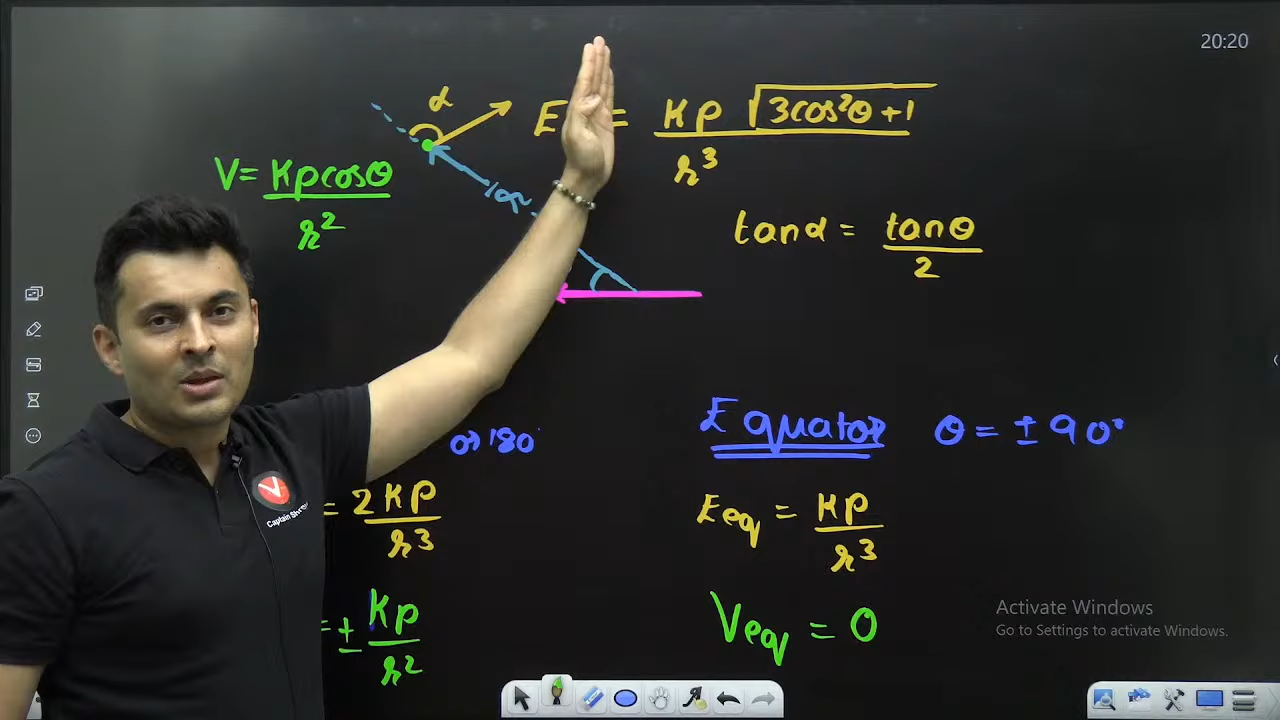 20:20
α
E = Kp √3cos²θ+1
r³
V = Kpcosθ
r²
tanα = tanθ
2
or 180°
Equator θ = ±90°
= 2Kp
r³
Eeq = Kp
r³
V
= ± Kp
r²
Veq = 0
Activate Windows
Go to Settings to activate Windows.